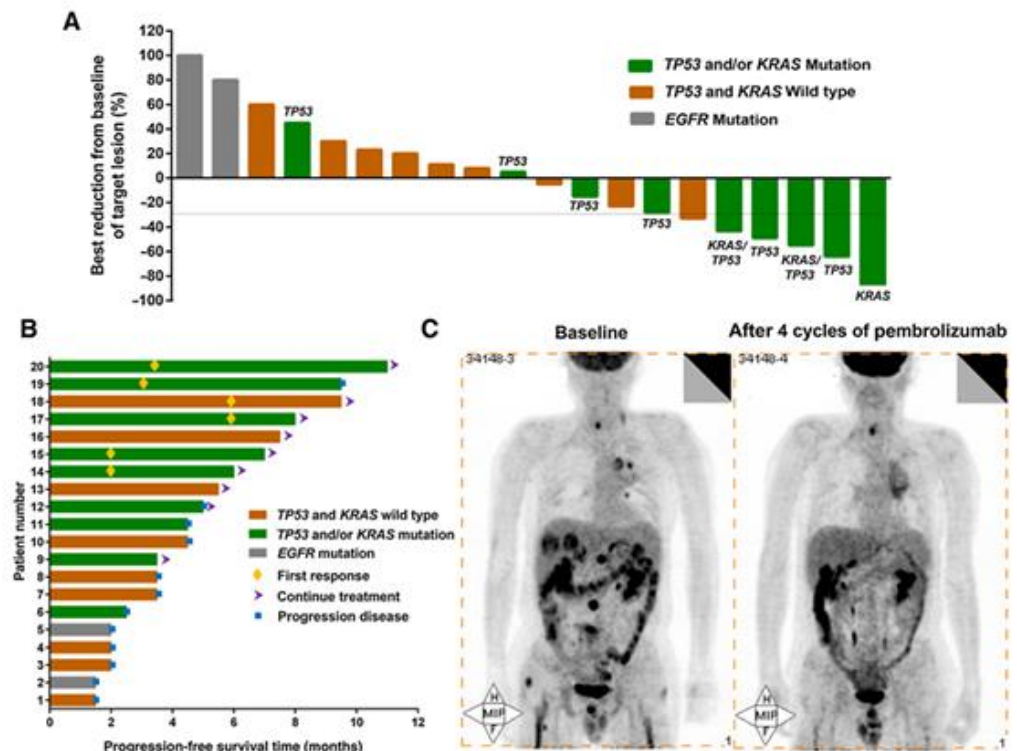 A
120
100
80
60
40
20
0
-20
-40
-60
-80
-100
Best reduction from baseline
of target lesion (%)
TP53
TP53
TP53
TP53
KRAS/
TP53
TP53
KRAS/
TP53
TP53
KRAS
TP53 and/or KRAS Mutation
TP53 and KRAS Wild type
EGFR Mutation
B
Patient number
20
19
18
17
16
15
14
13
12
11
10
9
8
7
6
5
4
3
2
1
0 2 4 6 8 10 12
Progression-free survival time (months)
TP53 and KRAS wild type
TP53 and/or KRAS mutation
EGFR mutation
First response
Continue treatment
Progression disease
C
Baseline
After 4 cycles of pembrolizumab
34148-3
34148-4
H
MIP
F
.1
H
MIP
F
.1